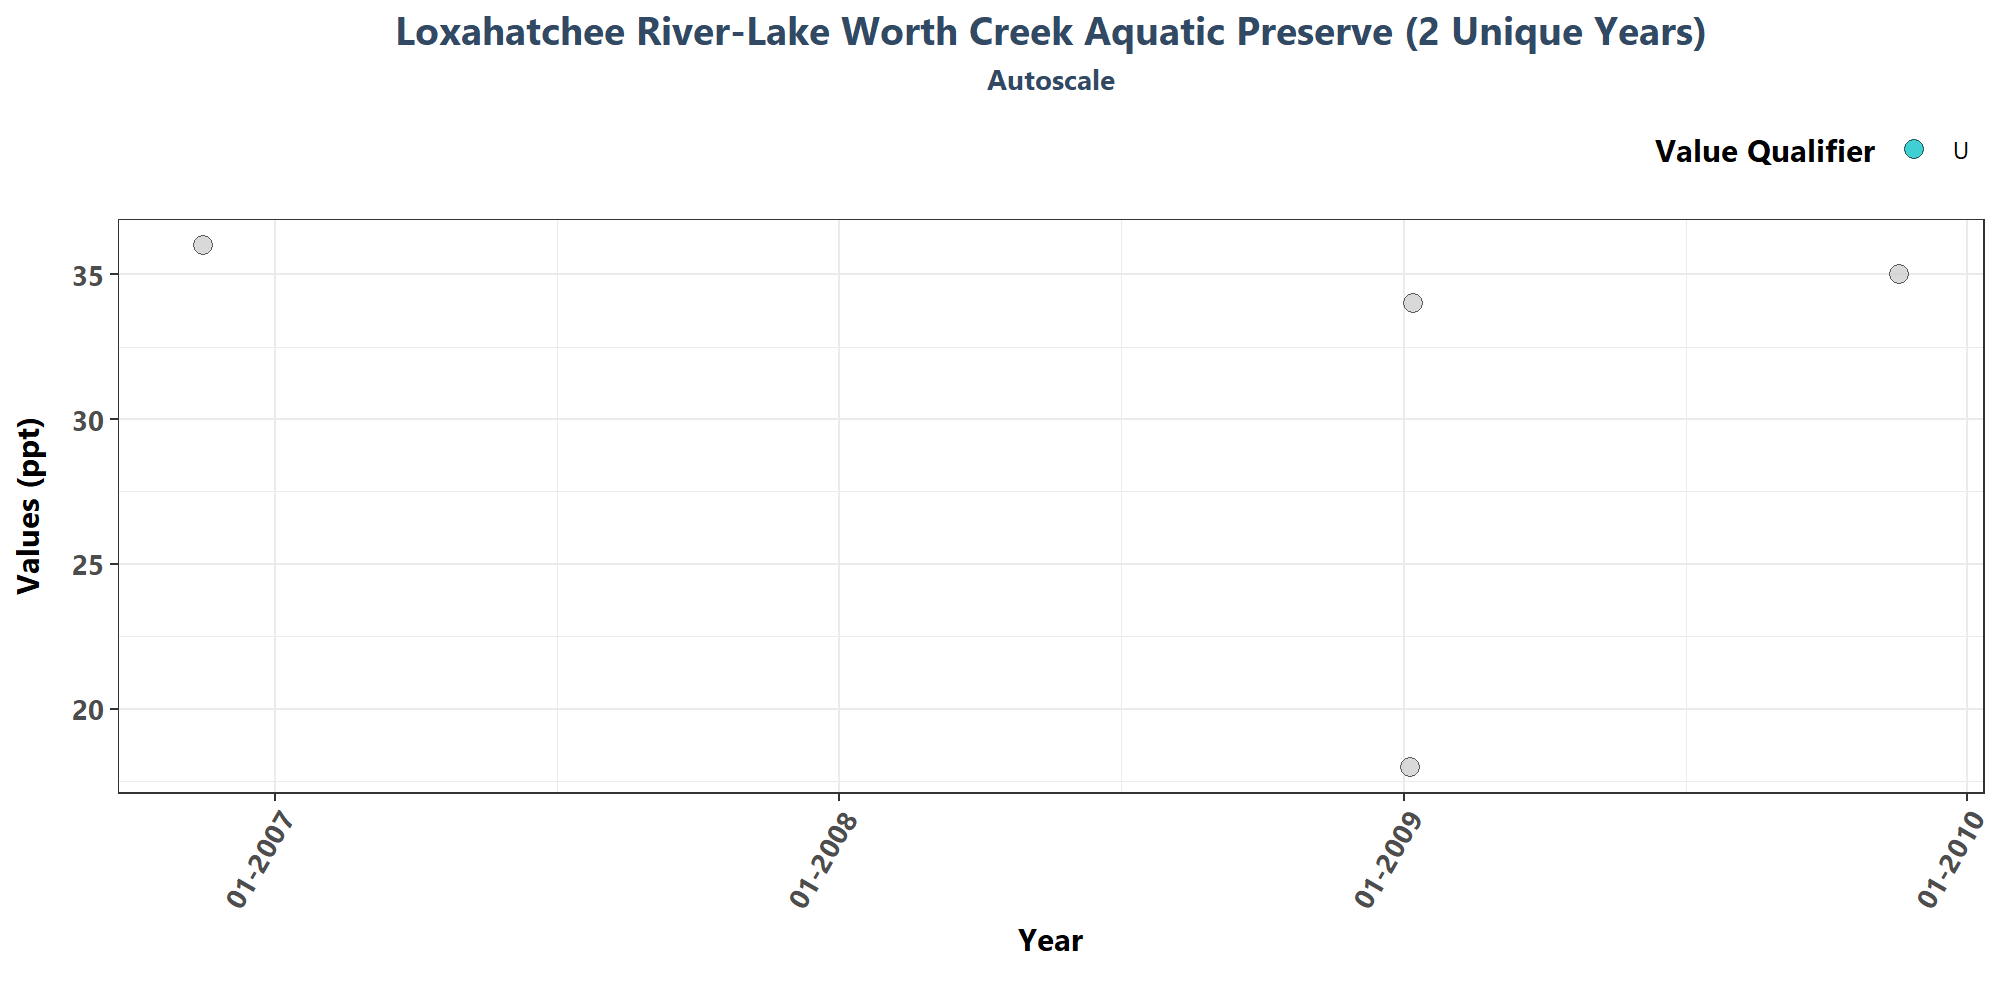 Loxahatchee River-Lake Worth Creek Aquatic Preserve (2 Unique Years)
Autoscale
Value Qualifier U
35
30
25
20
Values (ppt)
01-2007
01-2008
01-2009
01-2010
Year